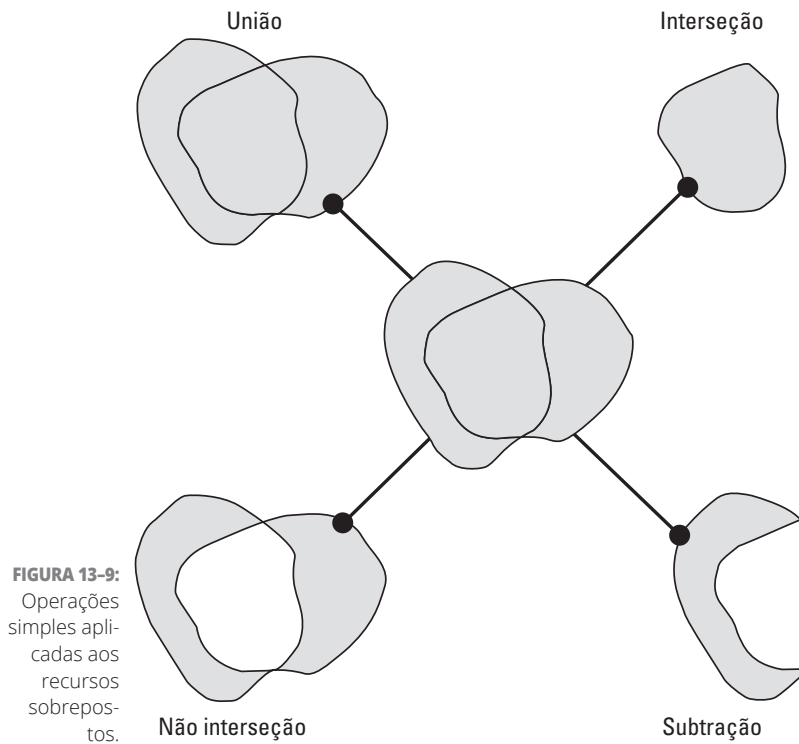 União
Interseção
FIGURA 13-9:
Operações
simples apli-
cadas aos
recursos
sobrepos-
tos.
Não interseção
Subtração